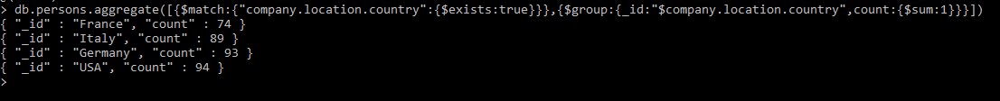 > db.persons.aggregate([{$match:{"company.location.country":{$exists:true}}},{$group:{_id:"$company.location.country",count:{$sum:1}}}])
{ "_id" : "France", "count" : 74 }
{ "_id" : "Italy", "count" : 89 }
{ "_id" : "Germany", "count" : 93 }
{ "_id" : "USA", "count" : 94 }
>